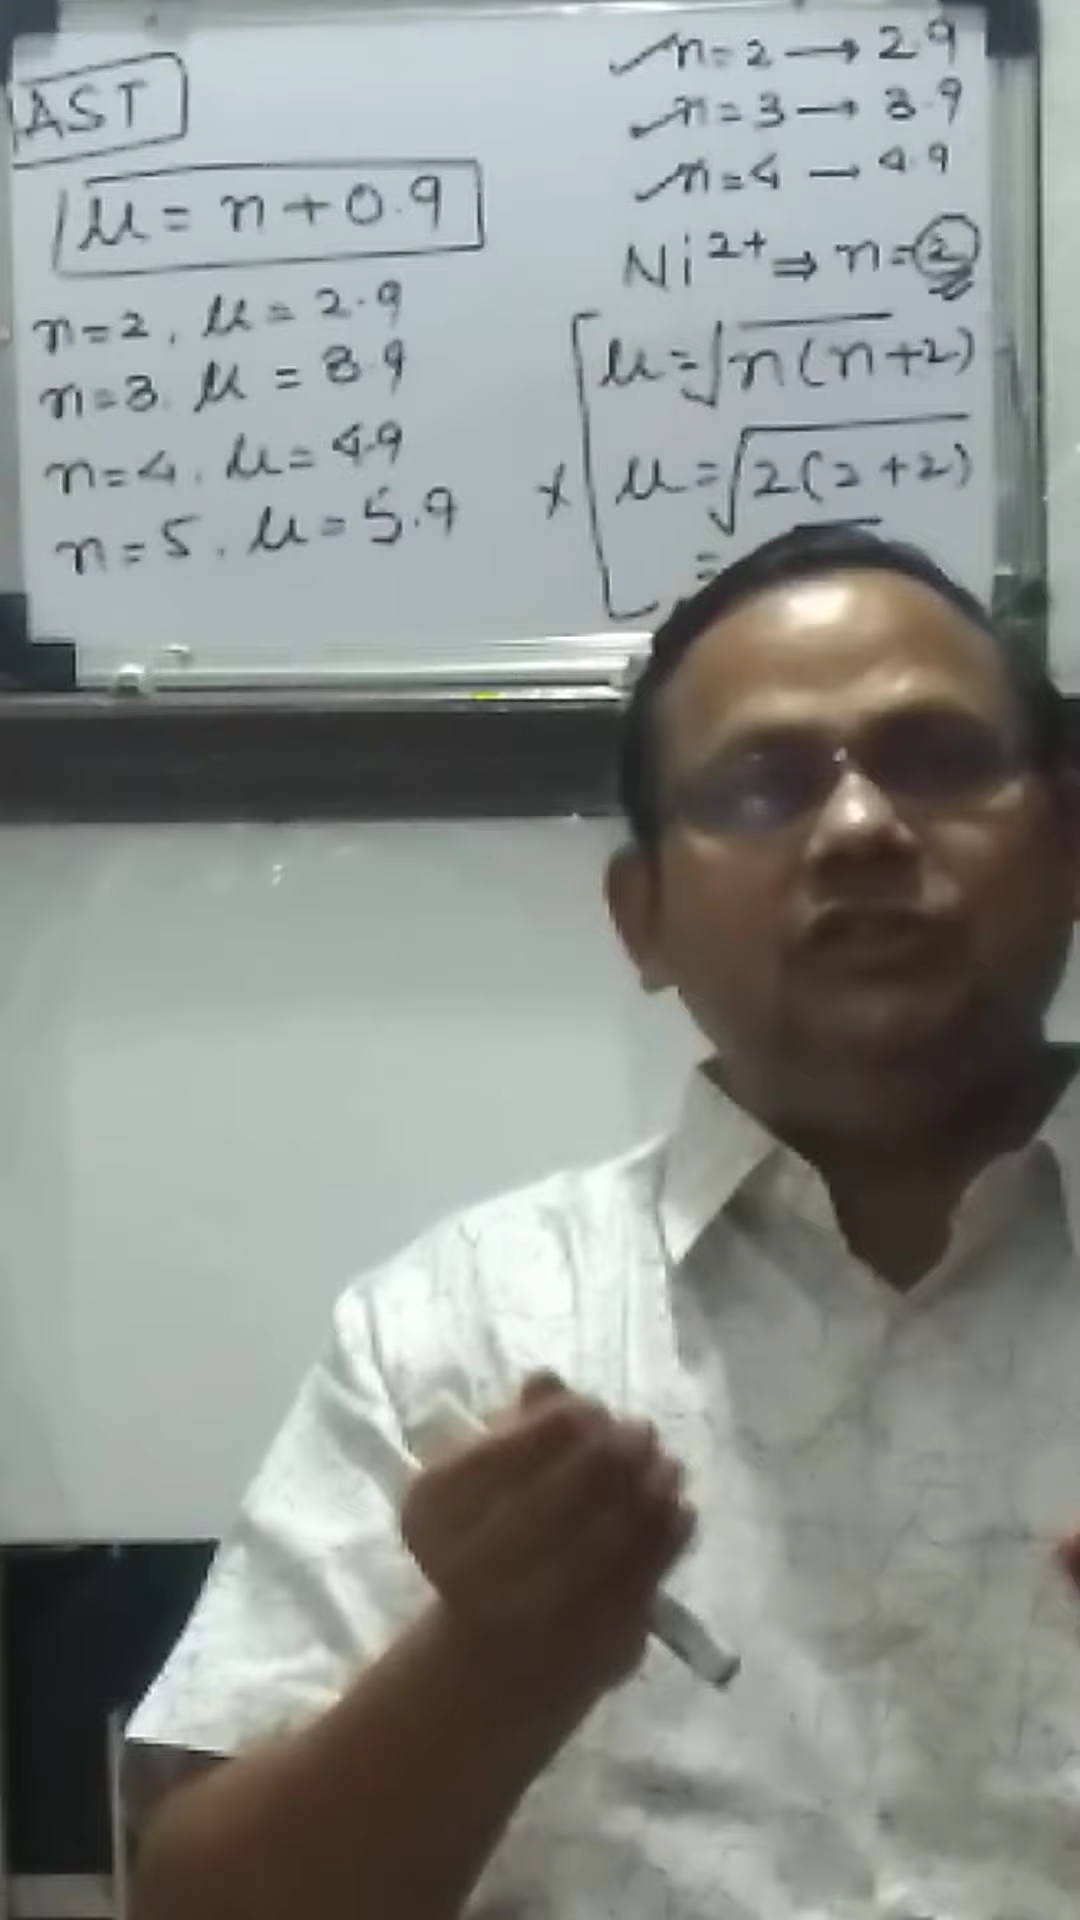 AST
μ = n + 0.9
n = 2, μ = 2.9
n = 3. μ = 3.9
n = 4, μ = 4.9
n = 5, μ = 5.9
n = 2 → 2.9
n = 3 → 3.9
n = 4 → 4.9
Ni²⁺ ⇒ n = 2
μ = √n(n+2)
× μ = √2(2+2)
=